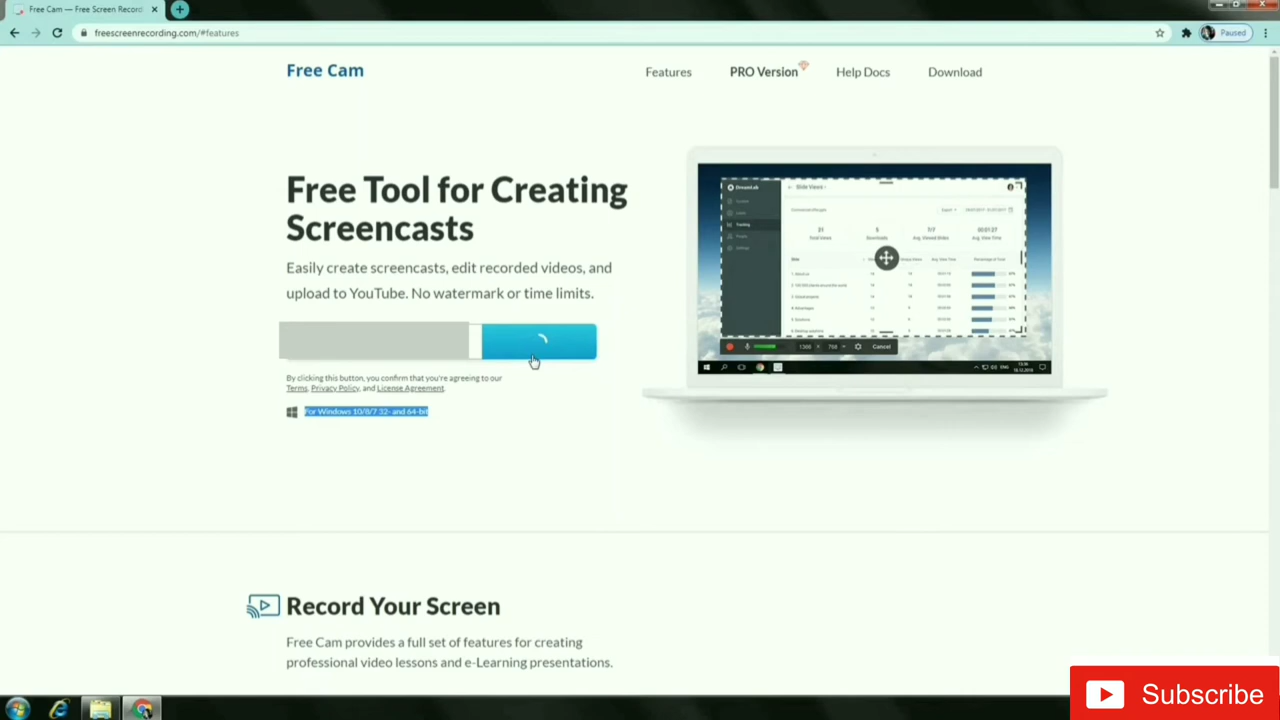 Free Cam — Free Screen Record
freescreenrecording.com/#features
Paused
Free Cam
Features
PRO Version
Help Docs
Download
Free Tool for Creating
Screencasts
Easily create screencasts, edit recorded videos, and
upload to YouTube. No watermark or time limits.
By clicking this button, you confirm that you're agreeing to our
Terms, Privacy Policy, and License Agreement.
For Windows 10/8/7 32- and 64-bit
Slide Views
Cancel
Record Your Screen
Free Cam provides a full set of features for creating
professional video lessons and e-Learning presentations.
Subscribe